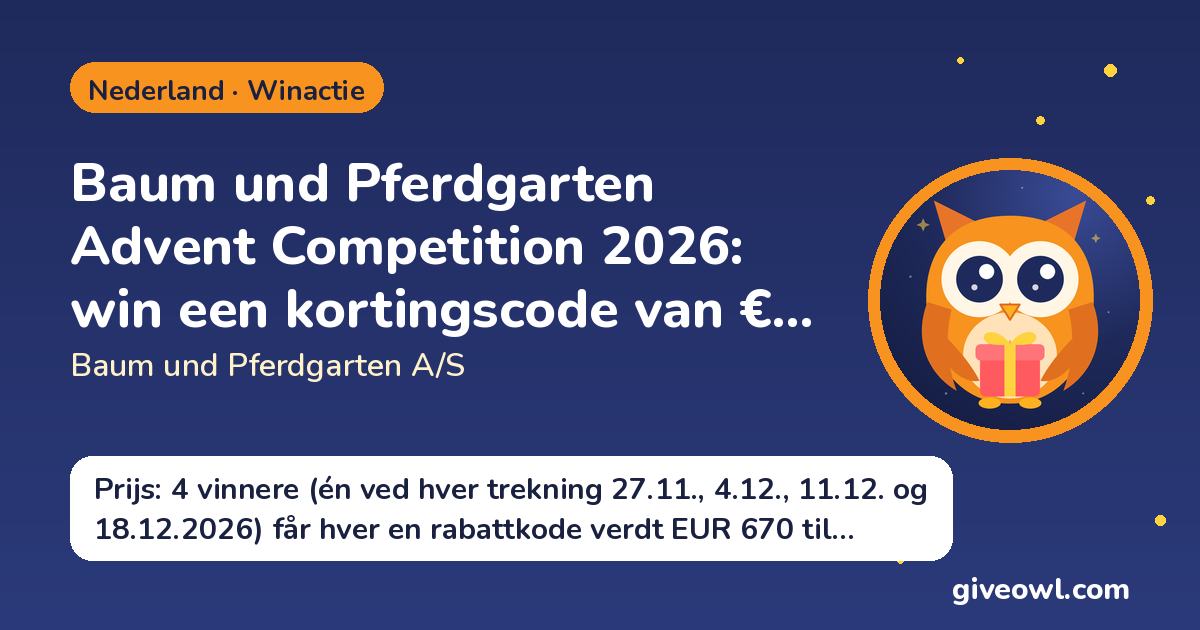 Nederland · Winactie
Baum und Pferdgarten
Advent Competition 2026:
win een kortingscode van €...
Baum und Pferdgarten A/S
Prijs: 4 vinnere (én ved hver trekning 27.11., 4.12., 11.12. og
18.12.2026) får hver en rabattkode verdt EUR 670 til...
giveowl.com